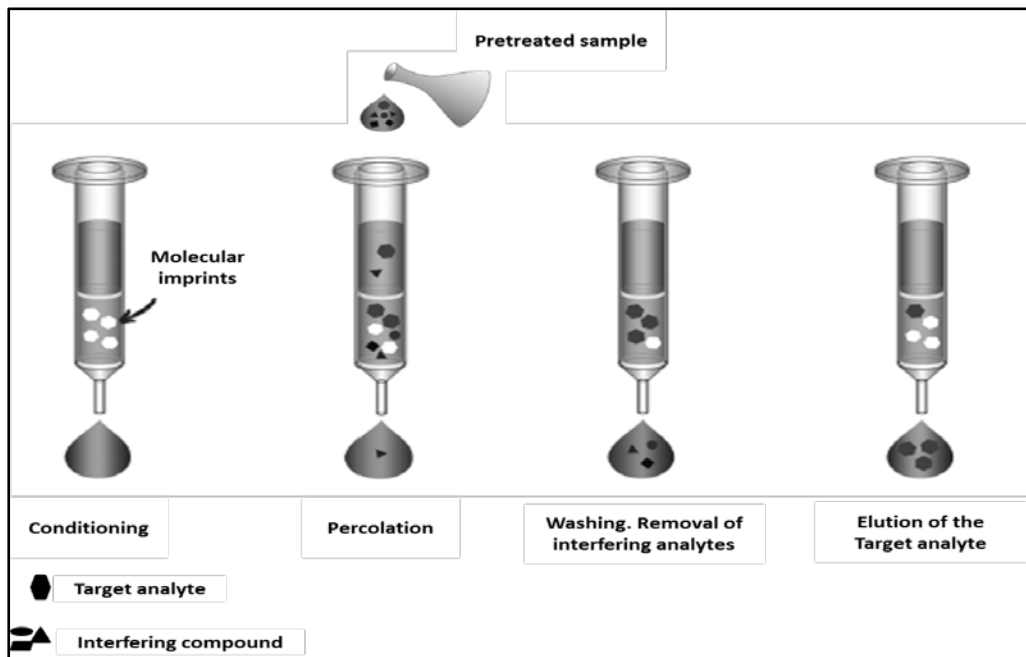 Pretreated sample
Molecular
imprints
Conditioning
Percolation
Washing. Removal of
interfering analytes
Elution of the
Target analyte
Target analyte
Interfering compound